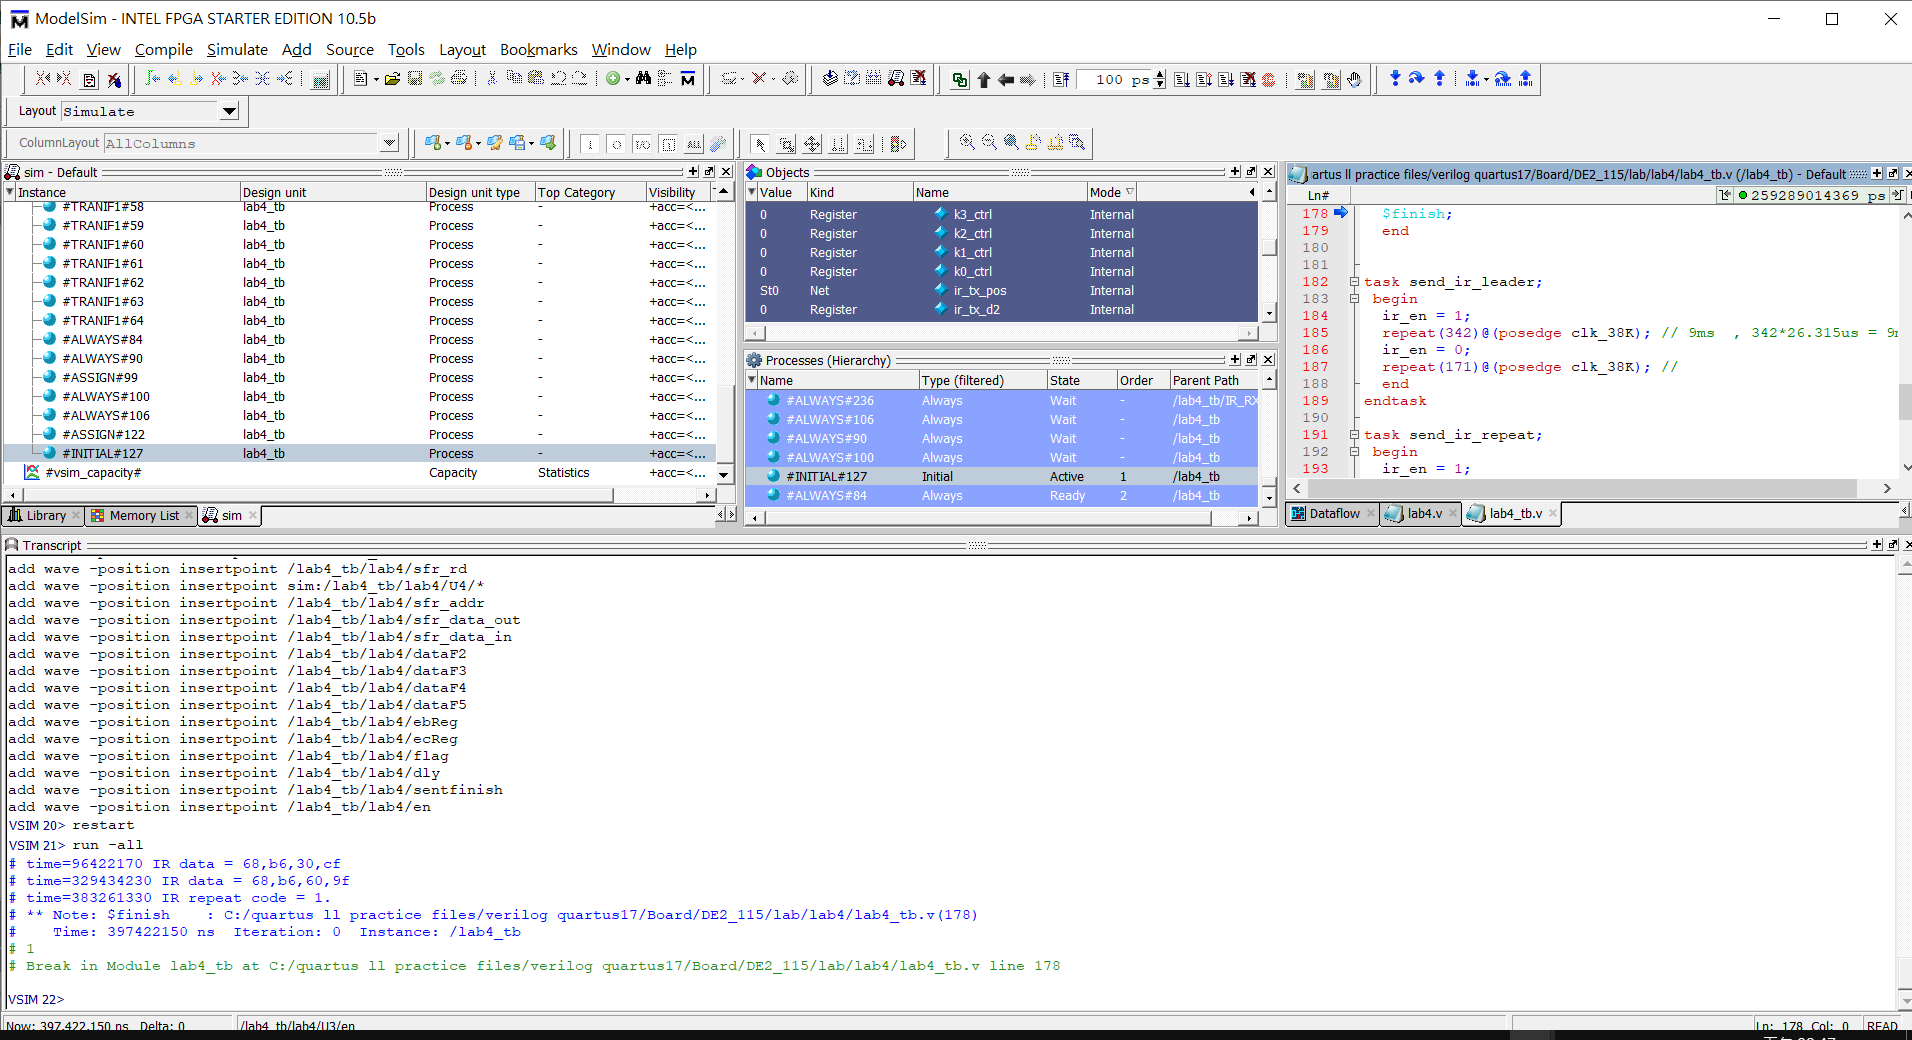 ModelSim - INTEL FPGA STARTER EDITION 10.5b
File Edit View Compile Simulate Add Source Tools Layout Bookmarks Window Help
100 ps
Layout Simulate
ColumnLayout AllColumns
sim - Default
Instance Design unit Design unit type Top Category Visibility
#TRANIF1#58 lab4_tb Process - +acc=<...
#TRANIF1#59 lab4_tb Process - +acc=<...
#TRANIF1#60 lab4_tb Process - +acc=<...
#TRANIF1#61 lab4_tb Process - +acc=<...
#TRANIF1#62 lab4_tb Process - +acc=<...
#TRANIF1#63 lab4_tb Process - +acc=<...
#TRANIF1#64 lab4_tb Process - +acc=<...
#ALWAYS#84 lab4_tb Process - +acc=<...
#ALWAYS#90 lab4_tb Process - +acc=<...
#ASSIGN#99 lab4_tb Process - +acc=<...
#ALWAYS#100 lab4_tb Process - +acc=<...
#ALWAYS#106 lab4_tb Process - +acc=<...
#ASSIGN#122 lab4_tb Process - +acc=<...
#INITIAL#127 lab4_tb Process - +acc=<...
#vsim_capacity# Capacity Statistics +acc=<...
Library Memory List sim
Objects
Value Kind Name Mode
0 Register k3_ctrl Internal
0 Register k2_ctrl Internal
0 Register k1_ctrl Internal
0 Register k0_ctrl Internal
St0 Net ir_tx_pos Internal
0 Register ir_tx_d2 Internal
Processes (Hierarchy)
Name Type (filtered) State Order Parent Path
#ALWAYS#236 Always Wait - /lab4_tb/IR_RX
#ALWAYS#106 Always Wait - /lab4_tb
#ALWAYS#90 Always Wait - /lab4_tb
#ALWAYS#100 Always Wait - /lab4_tb
#INITIAL#127 Initial Active 1 /lab4_tb
#ALWAYS#84 Always Ready 2 /lab4_tb
artus ll practice files/verilog quartus17/Board/DE2_115/lab/lab4/lab4_tb.v (/lab4_tb) - Default
Ln# 259289014369 ps
178 $finish;
179 end
180
181
182 task send_ir_leader;
183 begin
184 ir_en = 1;
185 repeat(342)@(posedge clk_38K); // 9ms , 342*26.315us = 9m
186 ir_en = 0;
187 repeat(171)@(posedge clk_38K); //
188 end
189 endtask
190
191 task send_ir_repeat;
192 begin
193 ir_en = 1;
Dataflow lab4.v lab4_tb.v
Transcript
add wave -position insertpoint /lab4_tb/lab4/sfr_rd
add wave -position insertpoint sim:/lab4_tb/lab4/U4/*
add wave -position insertpoint /lab4_tb/lab4/sfr_addr
add wave -position insertpoint /lab4_tb/lab4/sfr_data_out
add wave -position insertpoint /lab4_tb/lab4/sfr_data_in
add wave -position insertpoint /lab4_tb/lab4/dataF2
add wave -position insertpoint /lab4_tb/lab4/dataF3
add wave -position insertpoint /lab4_tb/lab4/dataF4
add wave -position insertpoint /lab4_tb/lab4/dataF5
add wave -position insertpoint /lab4_tb/lab4/ebReg
add wave -position insertpoint /lab4_tb/lab4/ecReg
add wave -position insertpoint /lab4_tb/lab4/flag
add wave -position insertpoint /lab4_tb/lab4/dly
add wave -position insertpoint /lab4_tb/lab4/sentfinish
add wave -position insertpoint /lab4_tb/lab4/en
VSIM 20> restart
VSIM 21> run -all
# time=96422170 IR data = 68,b6,30,cf
# time=329434230 IR data = 68,b6,60,9f
# time=383261330 IR repeat code = 1.
# ** Note: $finish : C:/quartus ll practice files/verilog quartus17/Board/DE2_115/lab/lab4/lab4_tb.v(178)
# Time: 397422150 ns Iteration: 0 Instance: /lab4_tb
# 1
# Break in Module lab4_tb at C:/quartus ll practice files/verilog quartus17/Board/DE2_115/lab/lab4/lab4_tb.v line 178
VSIM 22>
Now: 397,422,150 ns Delta: 0 /lab4_tb/lab4/U3/en Ln: 178 Col: 0 READ